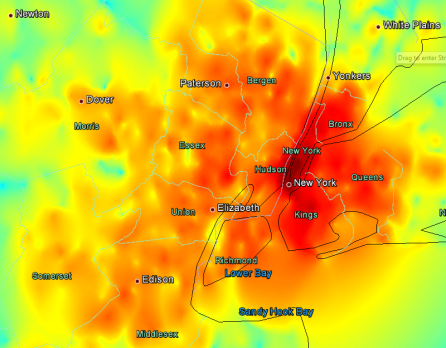 Newton
White Plains
Drag to enter Str
Yonkers
Paterson
Bergen
Dover
Bronx
Morris
Essex
New York
Hudson
Queens
New York
Elizabeth
Union
Kings
Richmond
Lower Bay
Somerset
Edison
Sandy Hook Bay
Middlesex
N